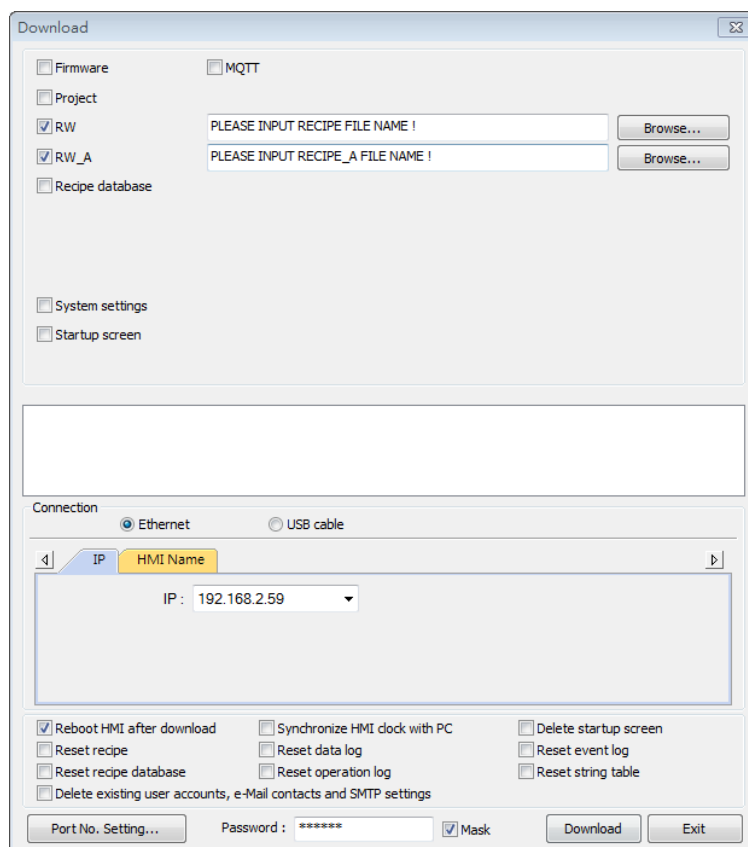 Download
Firmware MQTT
Project
RW PLEASE INPUT RECIPE FILE NAME ! Browse...
RW_A PLEASE INPUT RECIPE_A FILE NAME ! Browse...
Recipe database
System settings
Startup screen
Connection
Ethernet USB cable
IP HMI Name
IP : 192.168.2.59
Reboot HMI after download Synchronize HMI clock with PC Delete startup screen
Reset recipe Reset data log Reset event log
Reset recipe database Reset operation log Reset string table
Delete existing user accounts, e-Mail contacts and SMTP settings
Port No. Setting... Password : ****** Mask Download Exit